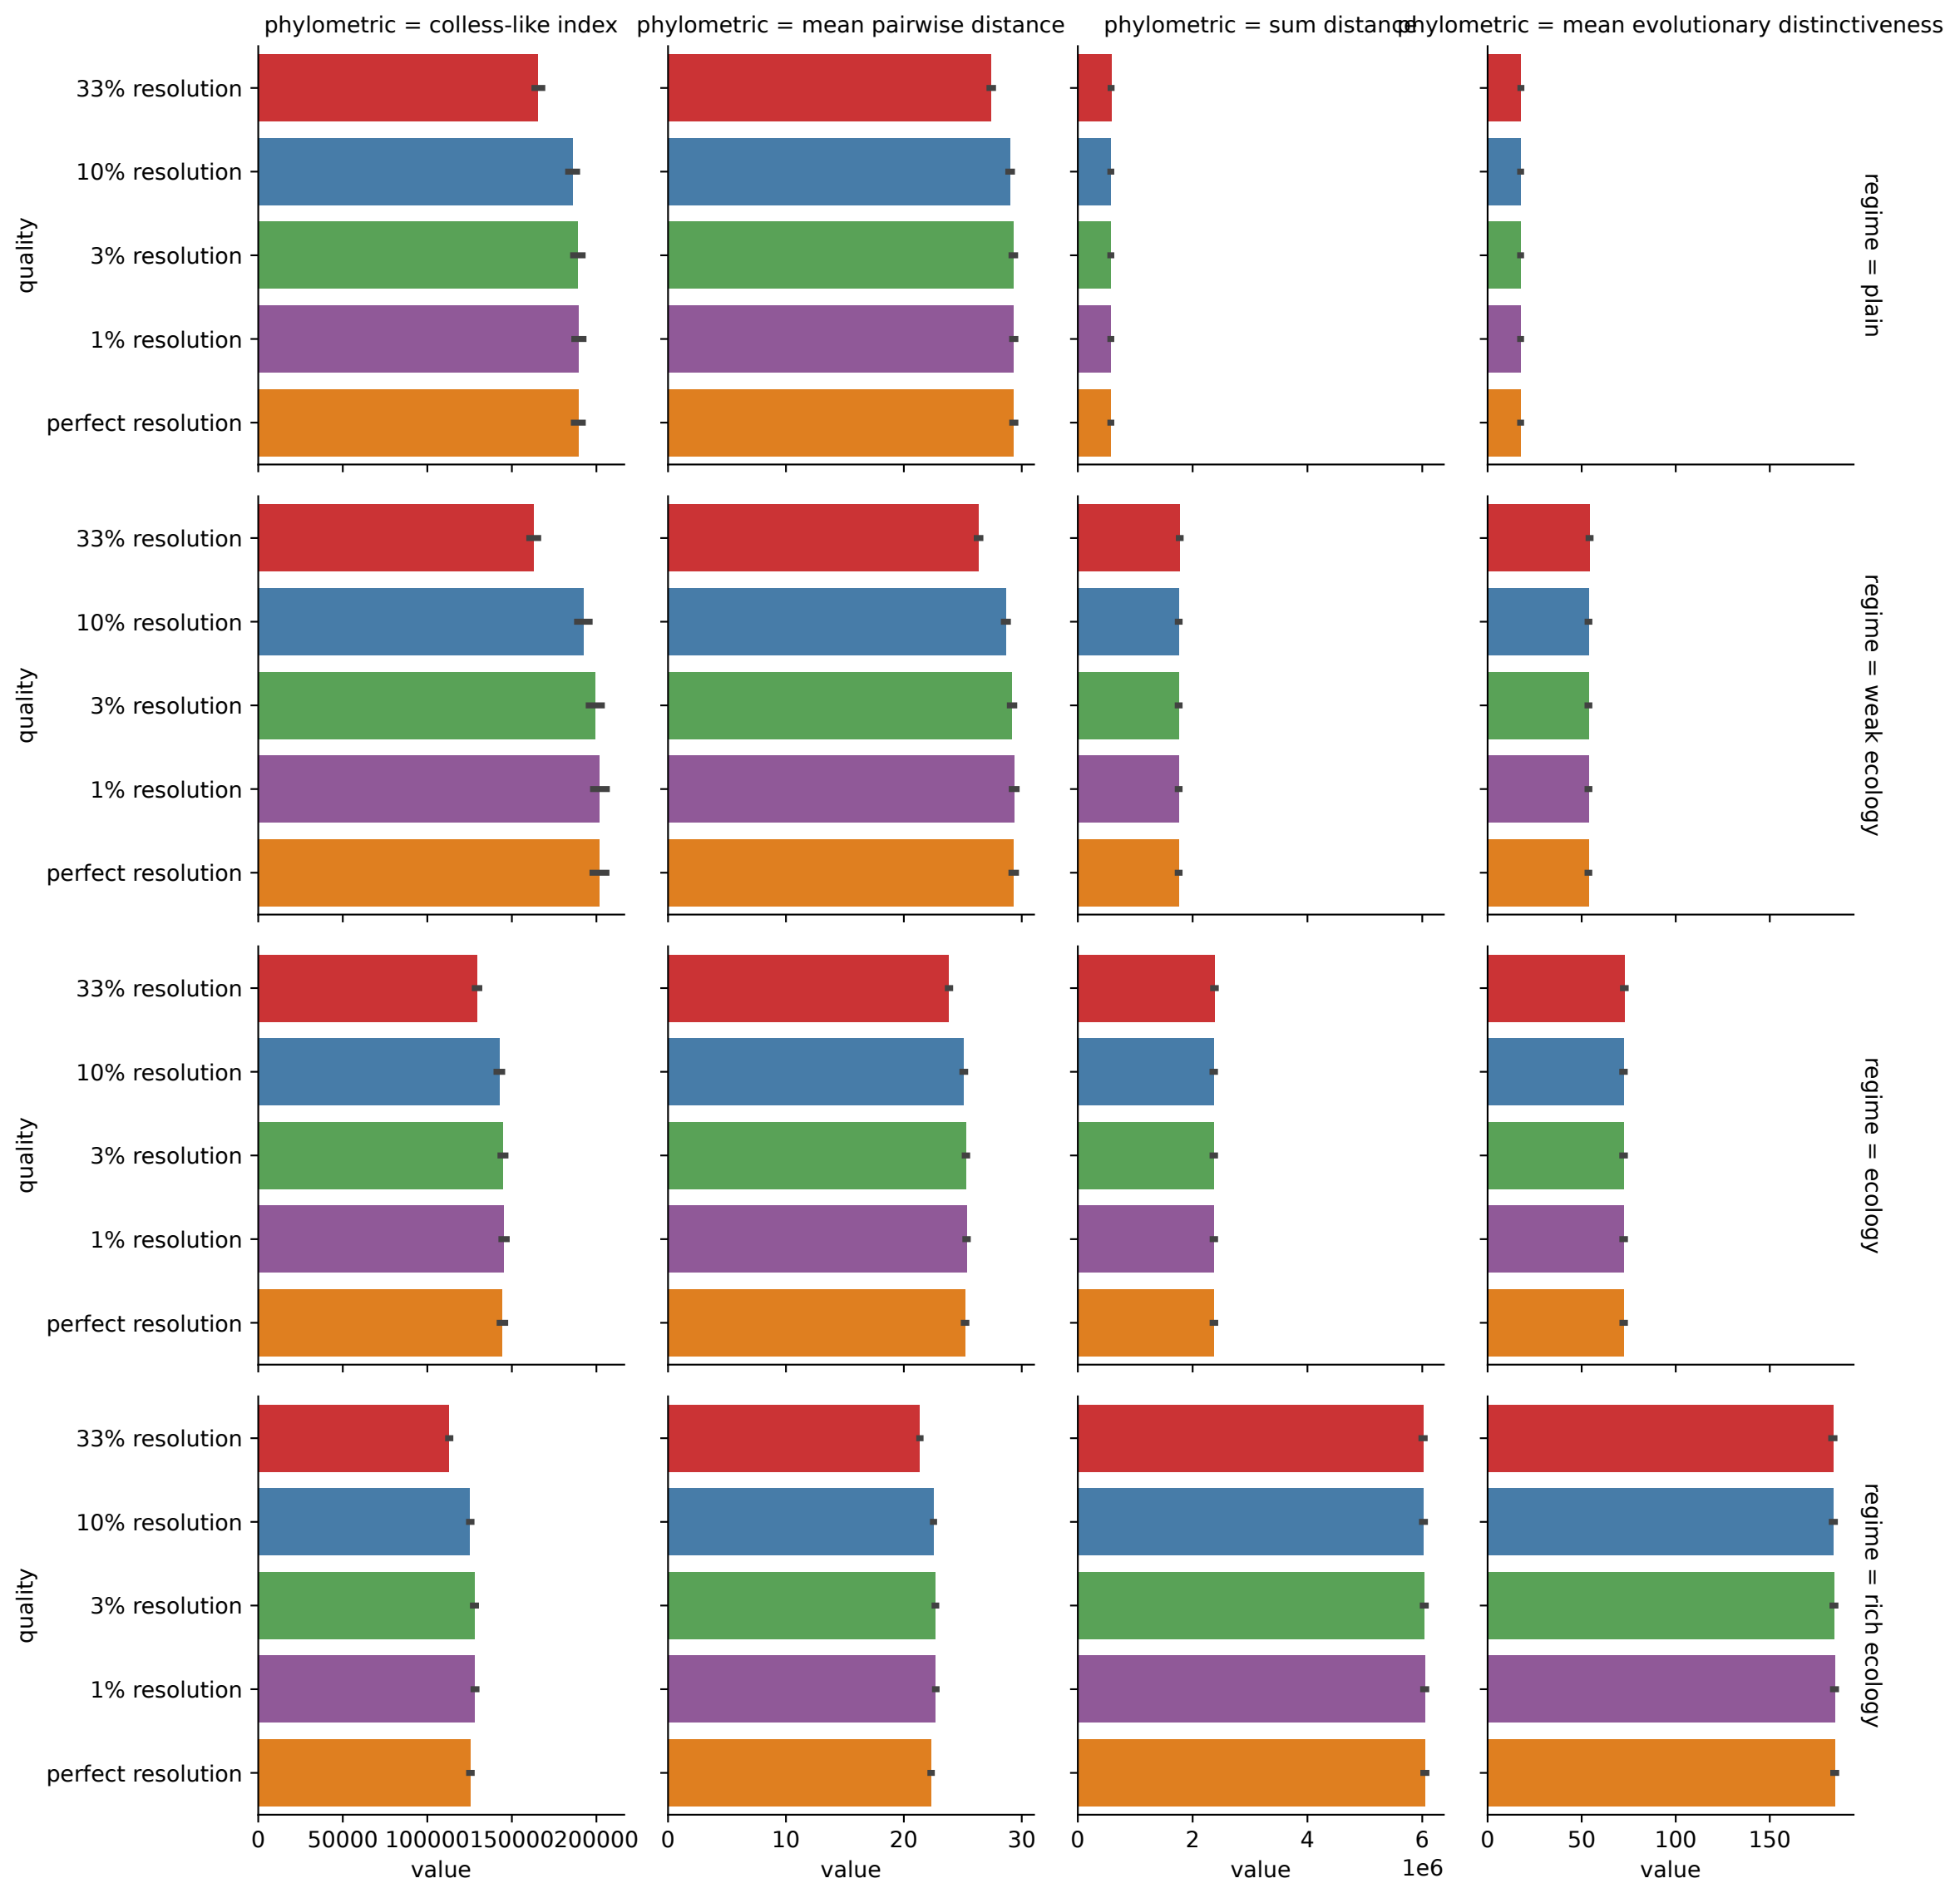 phylometric = colless-like index
phylometric = mean pairwise distance
phylometric = sum distance
phylometric = mean evolutionary distinctiveness
quality
33% resolution
10% resolution
3% resolution
1% resolution
perfect resolution
regime = plain
quality
33% resolution
10% resolution
3% resolution
1% resolution
perfect resolution
regime = weak ecology
quality
33% resolution
10% resolution
3% resolution
1% resolution
perfect resolution
regime = ecology
quality
33% resolution
10% resolution
3% resolution
1% resolution
perfect resolution
regime = rich ecology
0 50000 100000 150000 200000
value
0 10 20 30
value
0 2 4 6
1e6
value
0 50 100 150
value